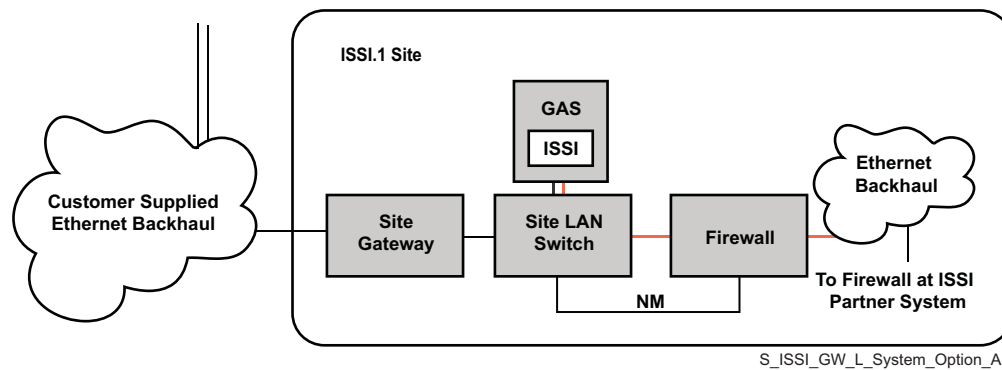 ISSI.1 Site
GAS
ISSI
Ethernet
Backhaul
Customer Supplied
Ethernet Backhaul
Site
Gateway
Site LAN
Switch
Firewall
NM
To Firewall at ISSI
Partner System
S_ISSI_GW_L_System_Option_A